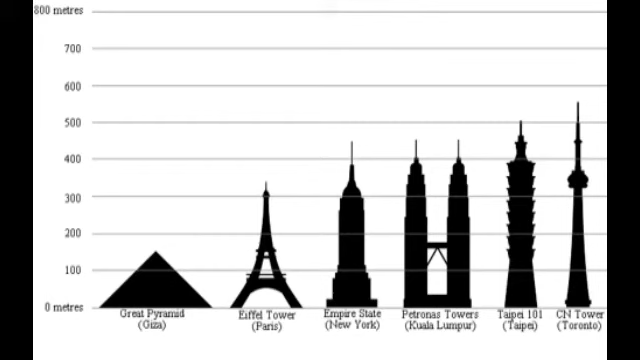 800 metres
700
600
500
400
300
200
100
0 metres
Great Pyramid
(Giza)
Eiffel Tower
(Paris)
Empire State
(New York)
Petronas Towers
(Kuala Lumpur)
Taipei 101
(Taipei)
CN Tower
(Toronto)